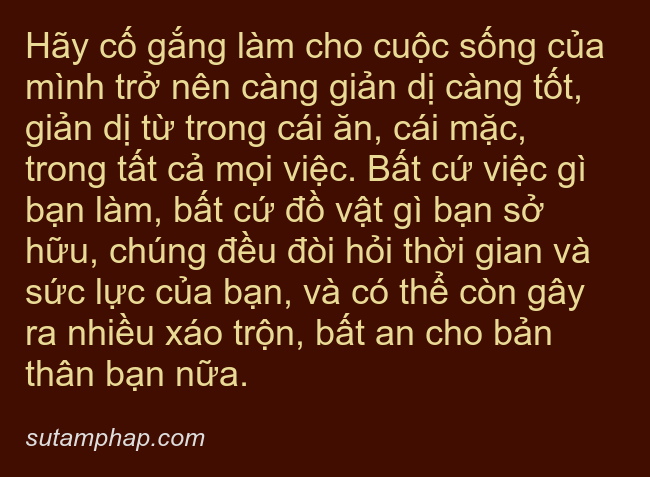 Hãy cố gắng làm cho cuộc sống của
mình trở nên càng giản dị càng tốt,
giản dị từ trong cái ăn, cái mặc,
trong tất cả mọi việc. Bất cứ việc gì
bạn làm, bất cứ đồ vật gì bạn sở
hữu, chúng đều đòi hỏi thời gian và
sức lực của bạn, và có thể còn gây
ra nhiều xáo trộn, bất an cho bản
thân bạn nữa.
sutamphap.com